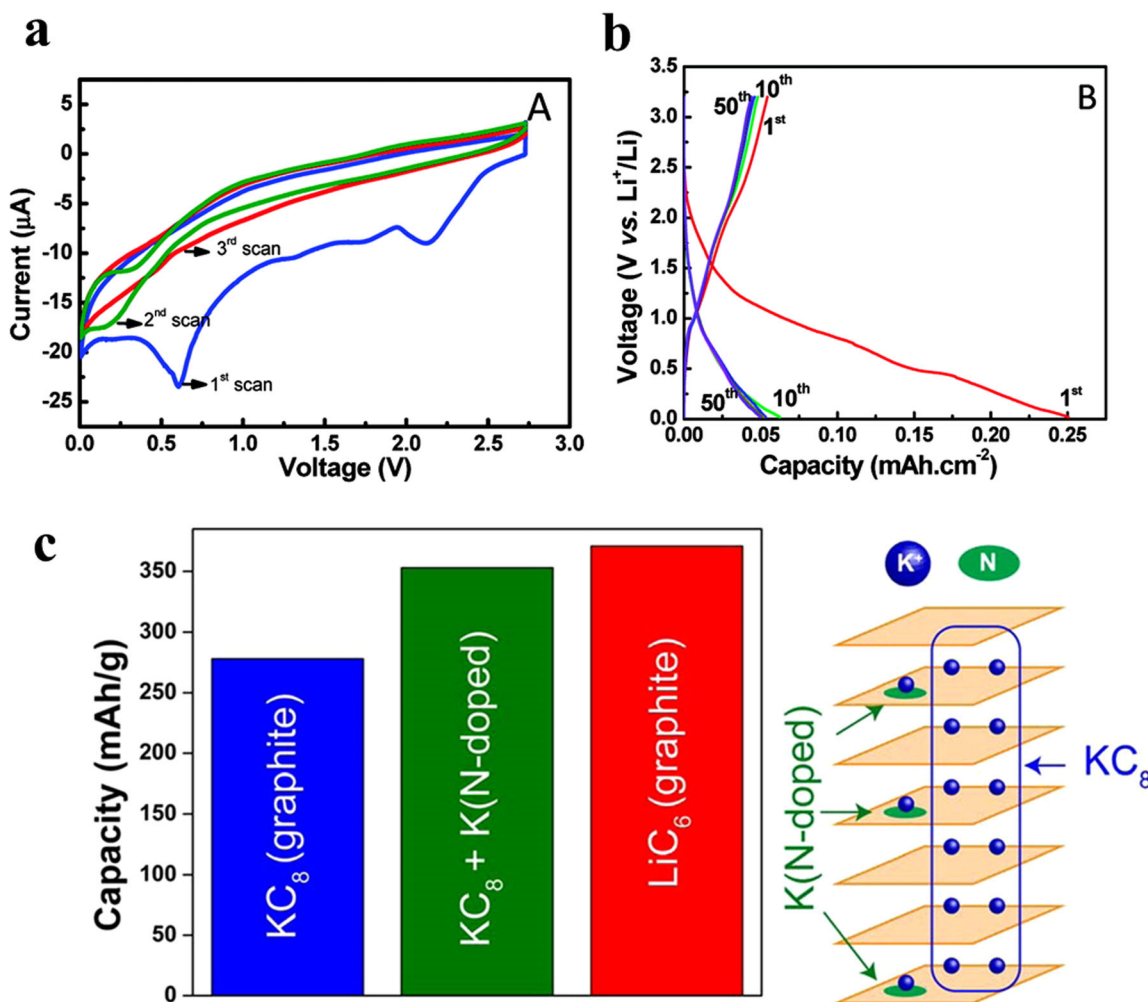 a
A
Current (μA)
5
0
-5
-10
-15
-20
-25
3rd scan
2nd scan
1st scan
0.0 0.5 1.0 1.5 2.0 2.5 3.0
Voltage (V)
b
B
Voltage (V vs. Li+/Li)
3.5
3.0
2.5
2.0
1.5
1.0
0.5
0.0
50th 10th
1st
50th 10th
1st
0.00 0.05 0.10 0.15 0.20 0.25
Capacity (mAh.cm-2)
c
Capacity (mAh/g)
350
300
250
200
150
100
50
0
KC8 (graphite)
KC8 + K(N-doped)
LiC6 (graphite)
K+ N
K(N-doped)
KC8